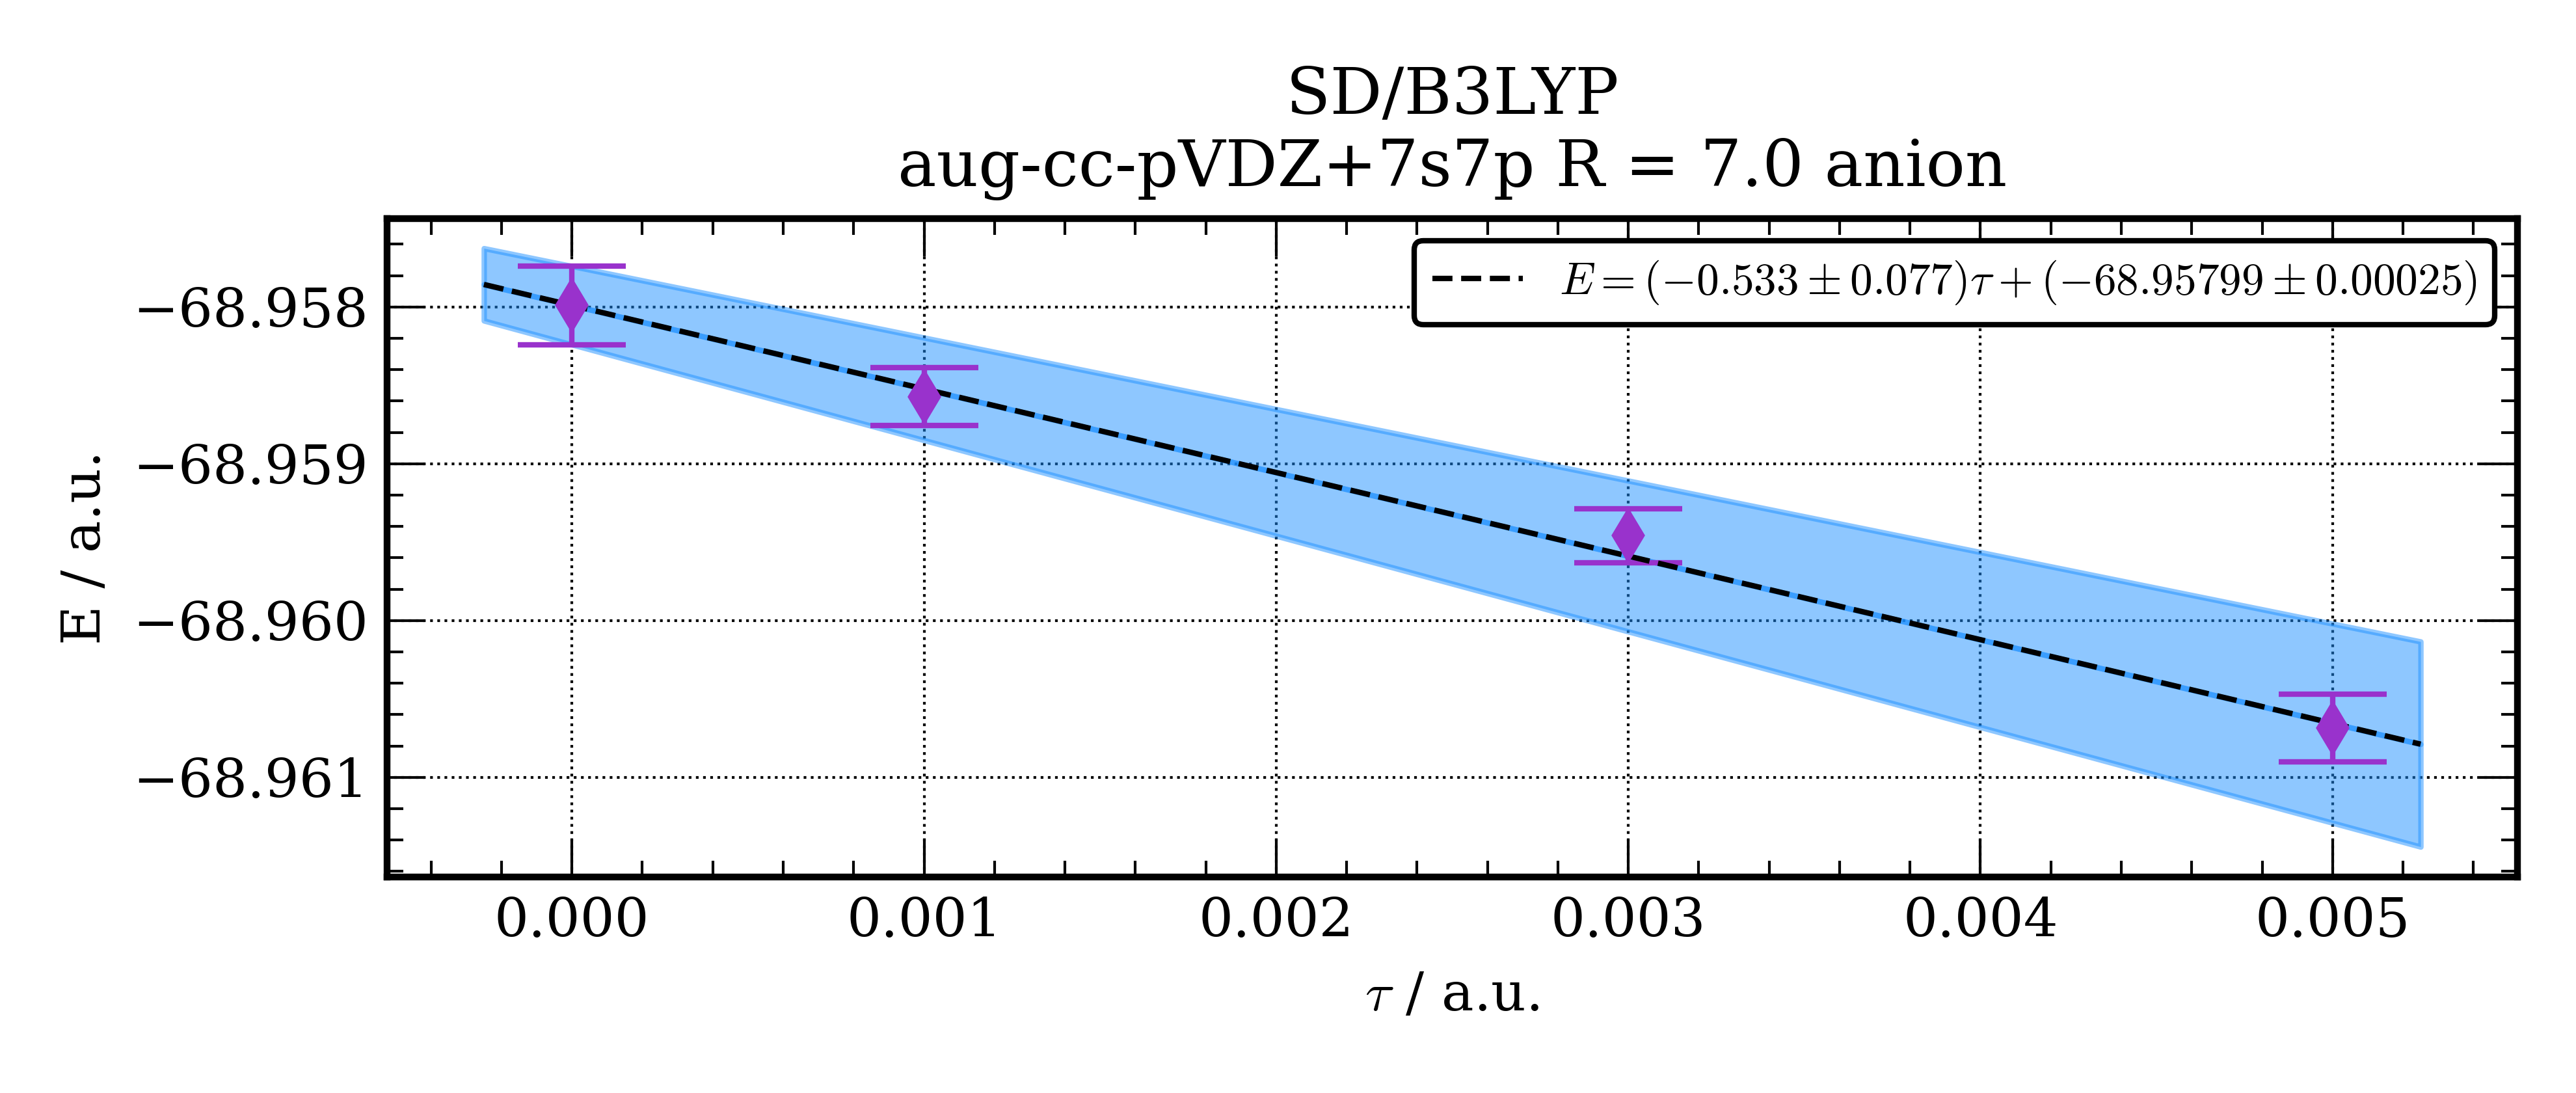 SD/B3LYP
aug-cc-pVDZ+7s7p R = 7.0 anion
E = (−0.533 ± 0.077)τ + (−68.95799 ± 0.00025)
E / a.u.
−68.958
−68.959
−68.960
−68.961
0.000 0.001 0.002 0.003 0.004 0.005
τ / a.u.